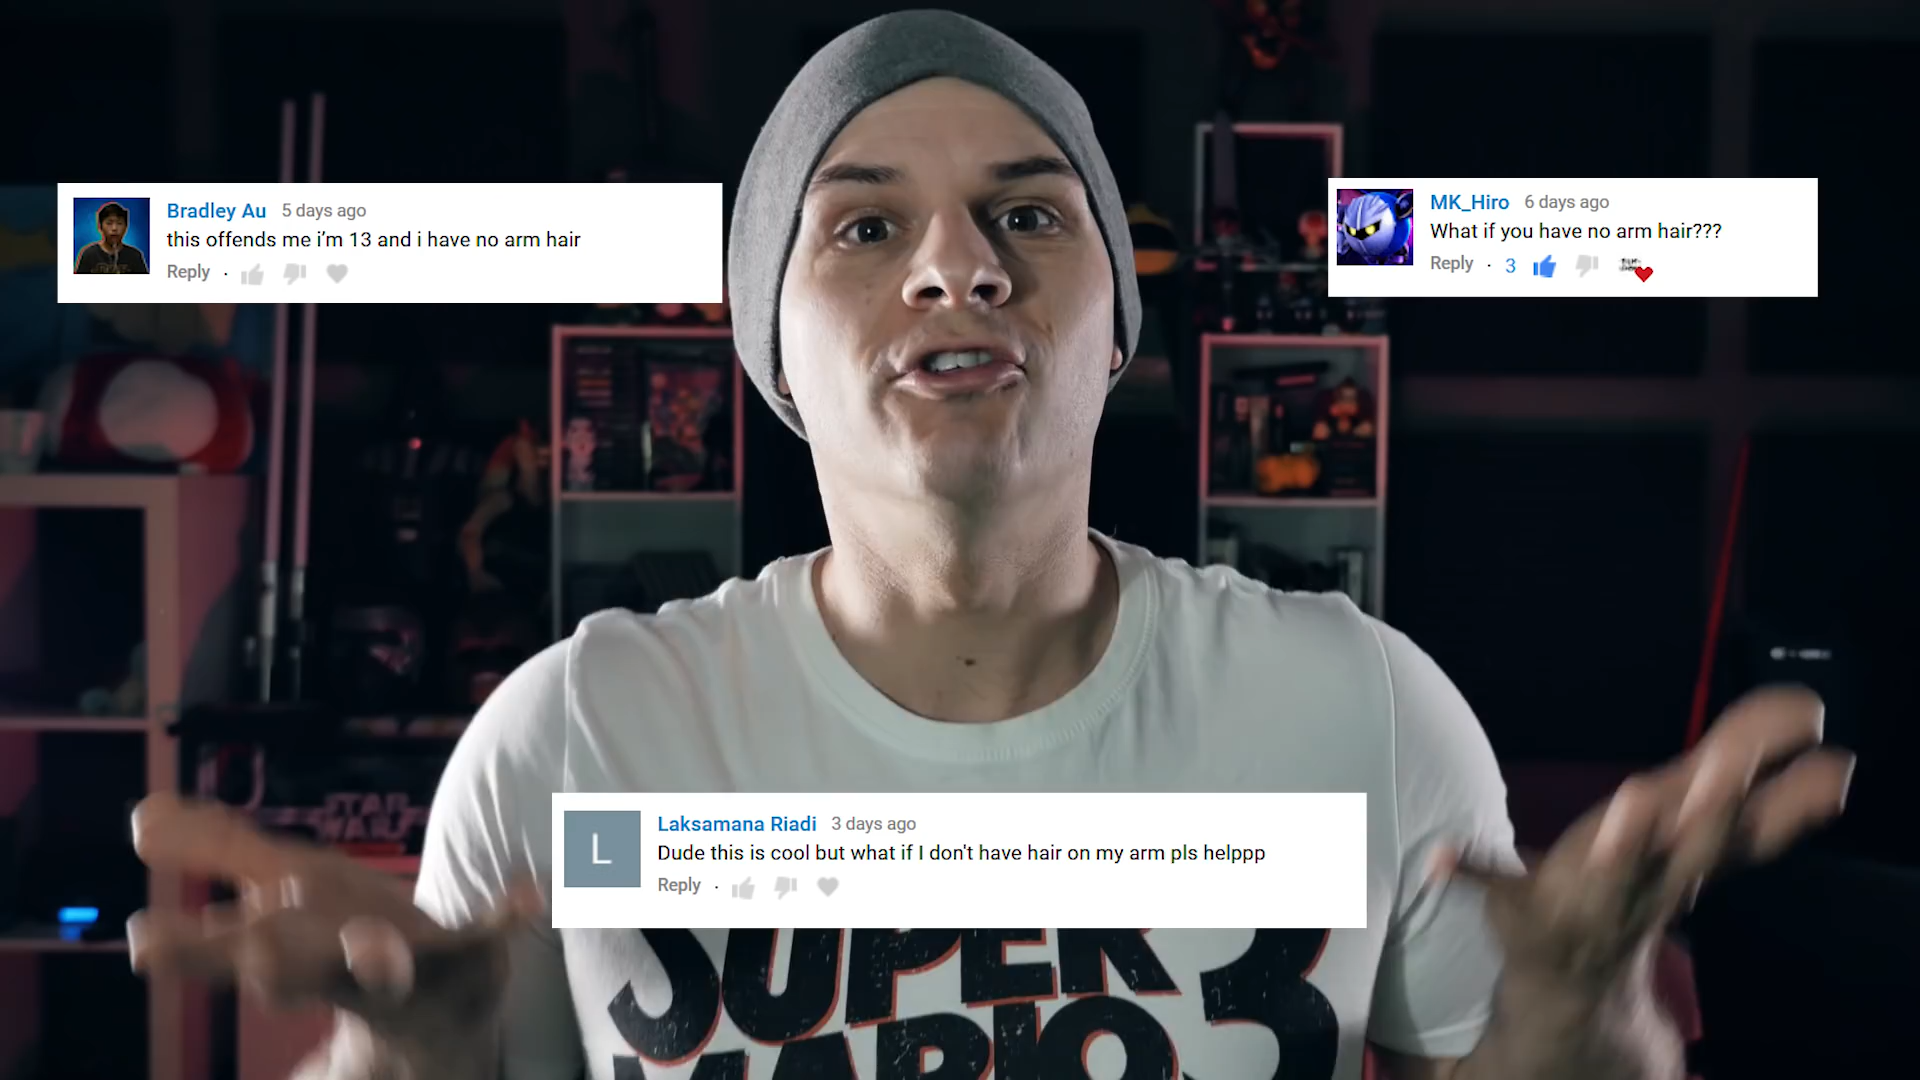 Bradley Au 5 days ago
this offends me i'm 13 and i have no arm hair
Reply ·
MK_Hiro 6 days ago
What if you have no arm hair???
Reply · 3
STAR
WARS
L
Laksamana Riadi 3 days ago
Dude this is cool but what if I don't have hair on my arm pls helppp
Reply ·
SUPER
MARIO 3